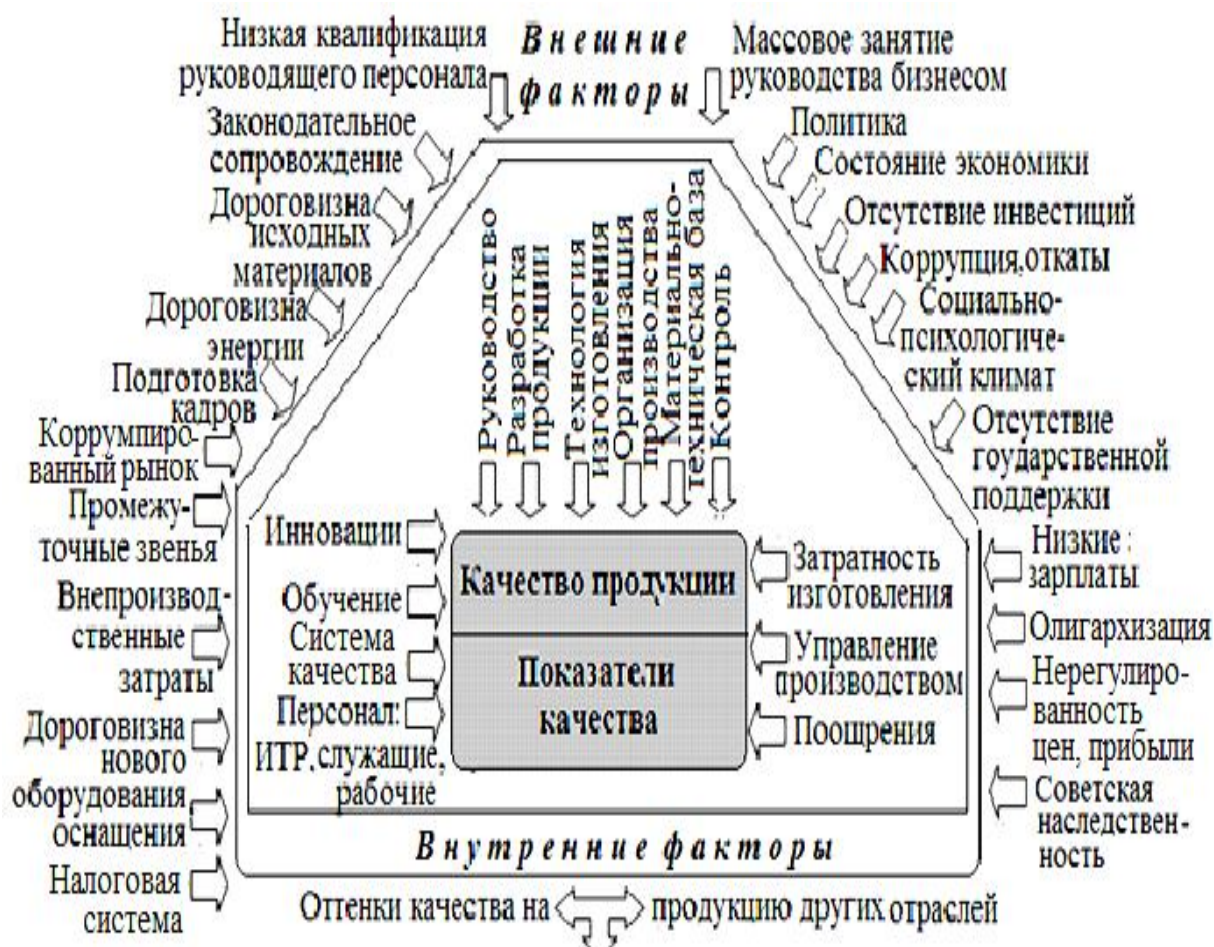 Внешние
факторы
Низкая квалификация
руководящего персонала
Законодательное
сопровождение
Дороговизна
исходных
материалов
Дороговизна
энергии
Подготовка
кадров
Коррумпиро-
ванный рынок
Промежу-
точные звенья
Внепроизвод-
ственные
затраты
Дороговизна
нового
оборудования
оснащения
Налоговая
система
Массовое занятие
руководства бизнесом
Политика
Состояние экономики
Отсутствие инвестиций
Коррупция, откаты
Социально-
психологиче-
ский климат
Отсутствие
гоударственной
поддержки
Низкие :
зарплаты
Олигархизация
Нерегулиро-
ванность
цен, прибыли
Советская
наследствен-
ность
Руководство
Разработка
продукции
Технология
изготовления
Организация
производства
Материально-
техническая база
Контроль
Инновации
Обучение
Система
качества
Персонал:
ИТР, служащие,
рабочие
Качество продукции
Показатели
качества
Затратность
изготовления
Управление
производством
Поощрения
Внутренние факторы
Оттенки качества на продукцию других отраслей